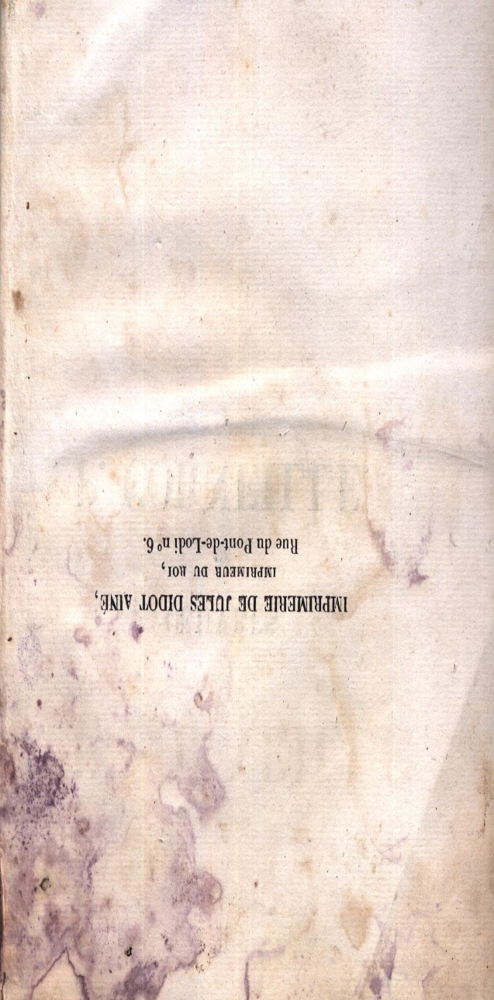 IMPRIMERIE DE JULES DIDOT AINÉ,
IMPRIMEUR DU ROI,
Rue du Pont-de-Lodi nº 6.